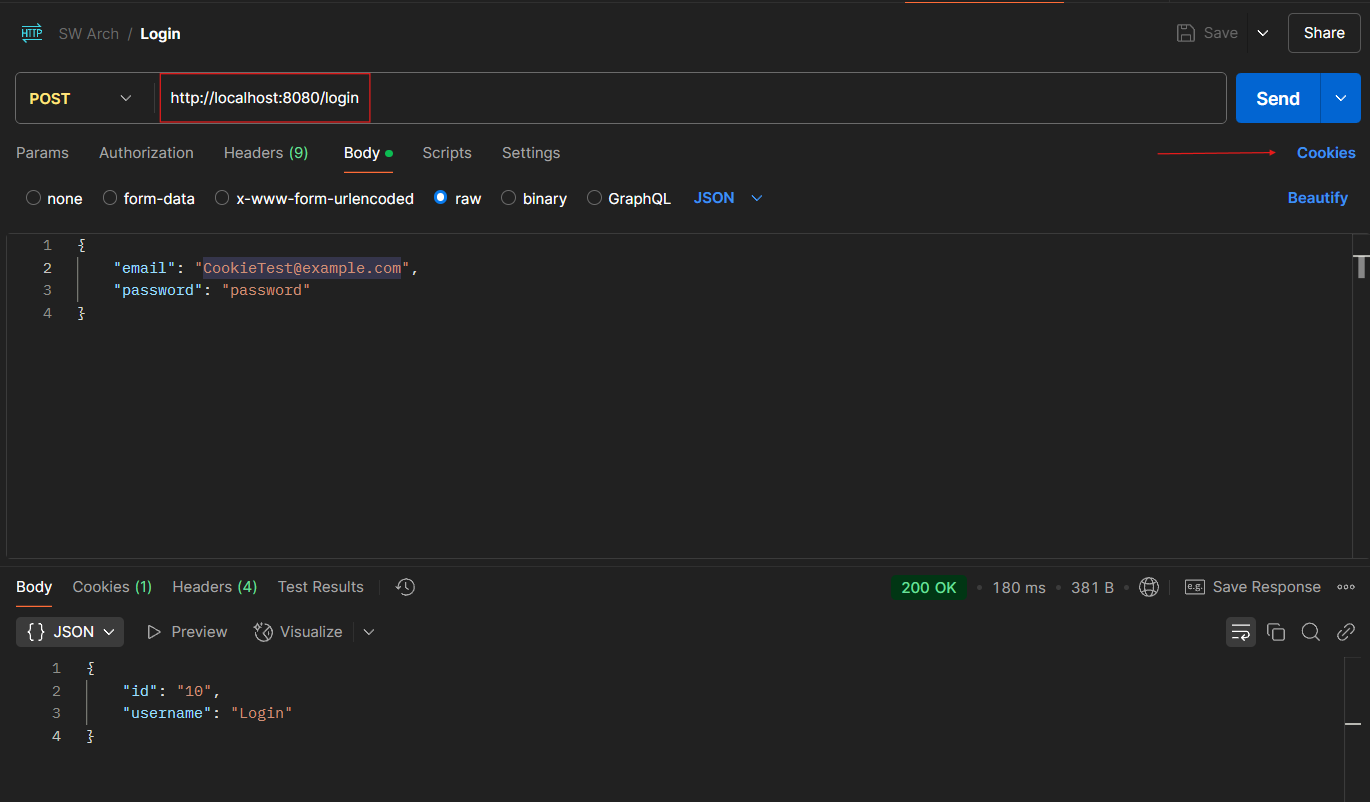 HTTP SW Arch / Login Save Share
POST http://localhost:8080/login Send
Params Authorization Headers (9) Body Scripts Settings Cookies
none form-data x-www-form-urlencoded raw binary GraphQL JSON Beautify
1 {
2 "email": "CookieTest@example.com",
3 "password": "password"
4 }
Body Cookies (1) Headers (4) Test Results 200 OK • 180 ms • 381 B • e.g. Save Response
{} JSON Preview Visualize
1 {
2 "id": "10",
3 "username": "Login"
4 }